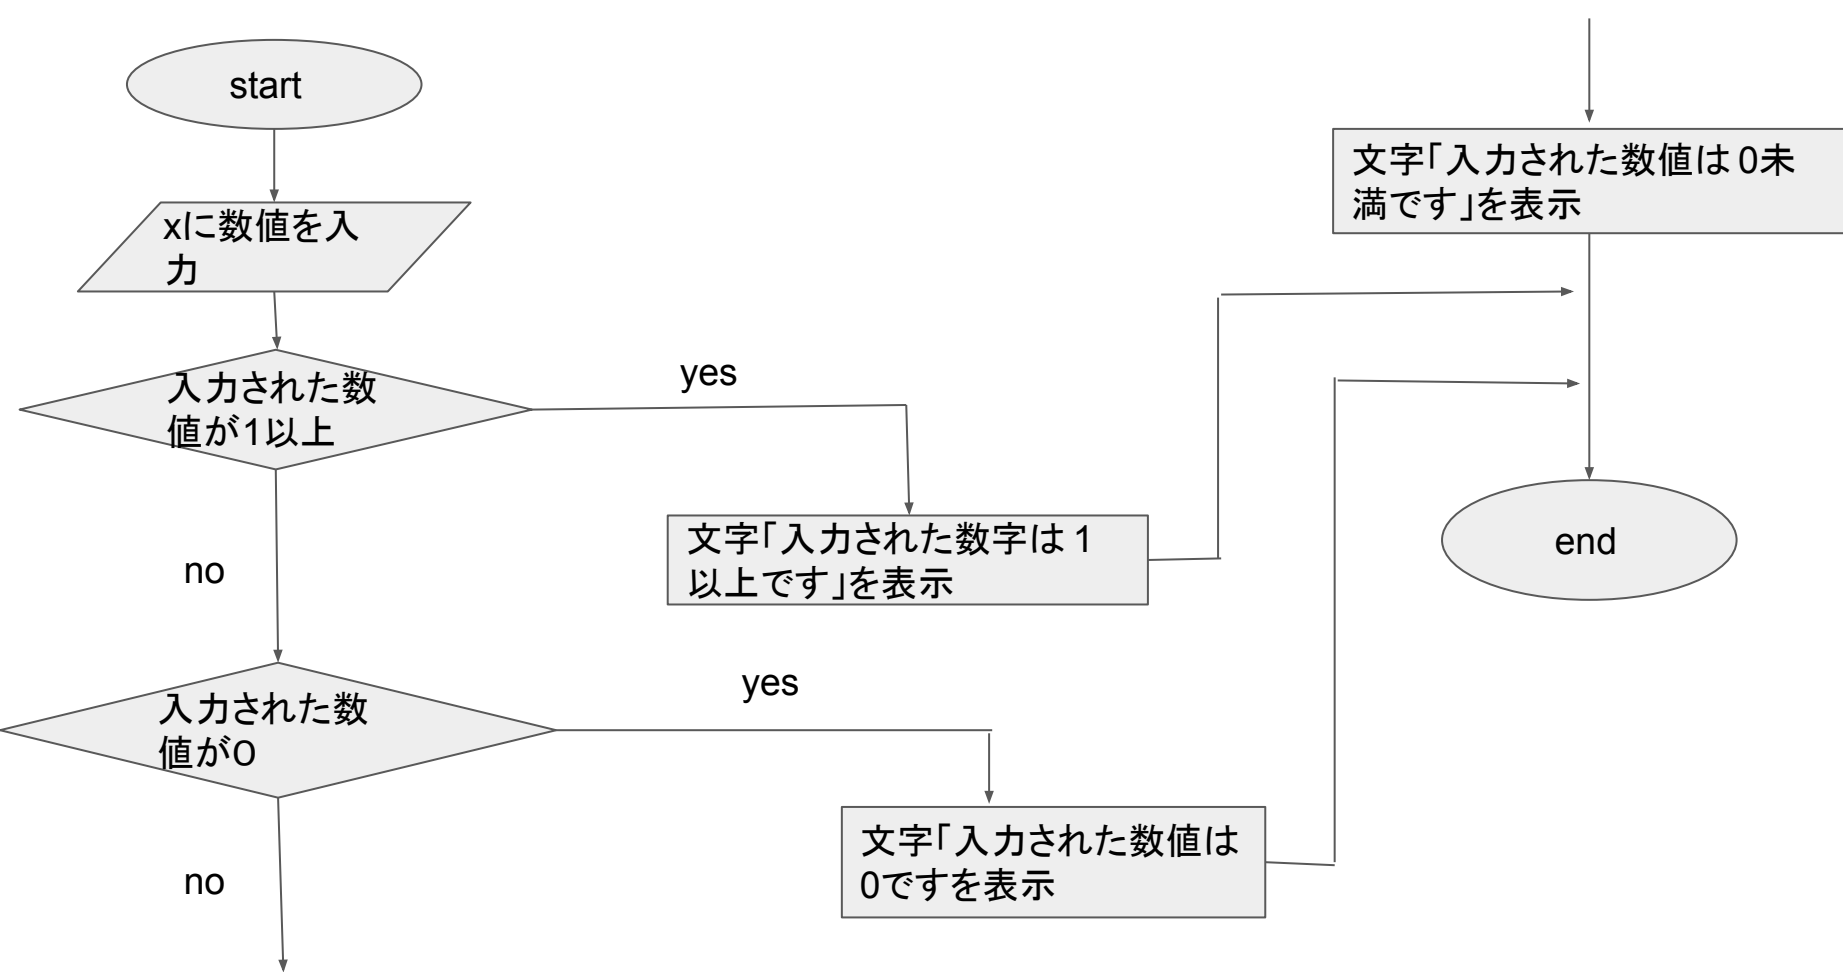 start
xに数値を入
力
入力された数
値が1以上
yes
no
文字「入力された数字は1
以上です」を表示
入力された数
値がO
yes
no
文字「入力された数値は
0ですを表示
文字「入力された数値は0未
満です」を表示
end